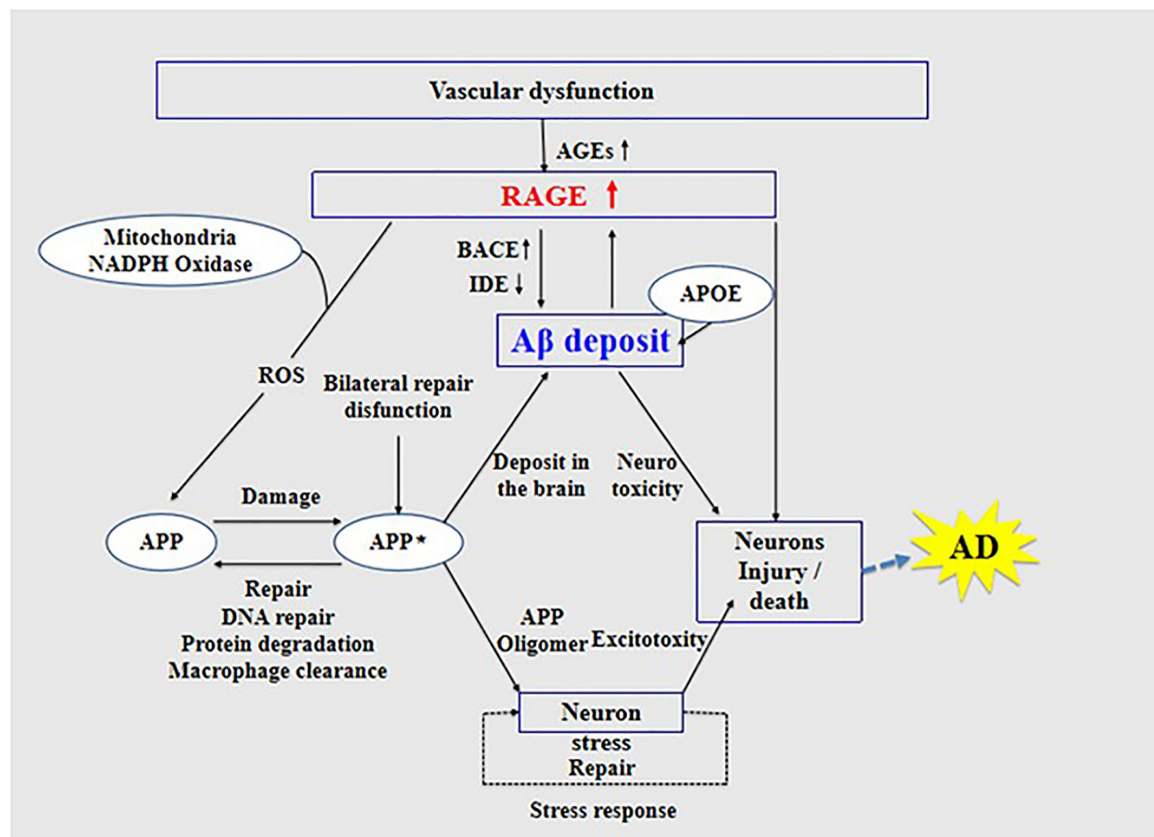 Vascular dysfunction
AGEs ↑
RAGE ↑
Mitochondria
NADPH Oxidase
BACE ↑
IDE ↓
APOE
Aβ deposit
ROS
Bilateral repair
disfunction
Deposit in
the brain
Neuro
toxicity
Damage
APP
APP*
Neurons
Injury /
death
AD
Repair
DNA repair
Protein degradation
Macrophage clearance
APP
Oligomer
Excitotoxity
Neuron
stress
Repair
Stress response